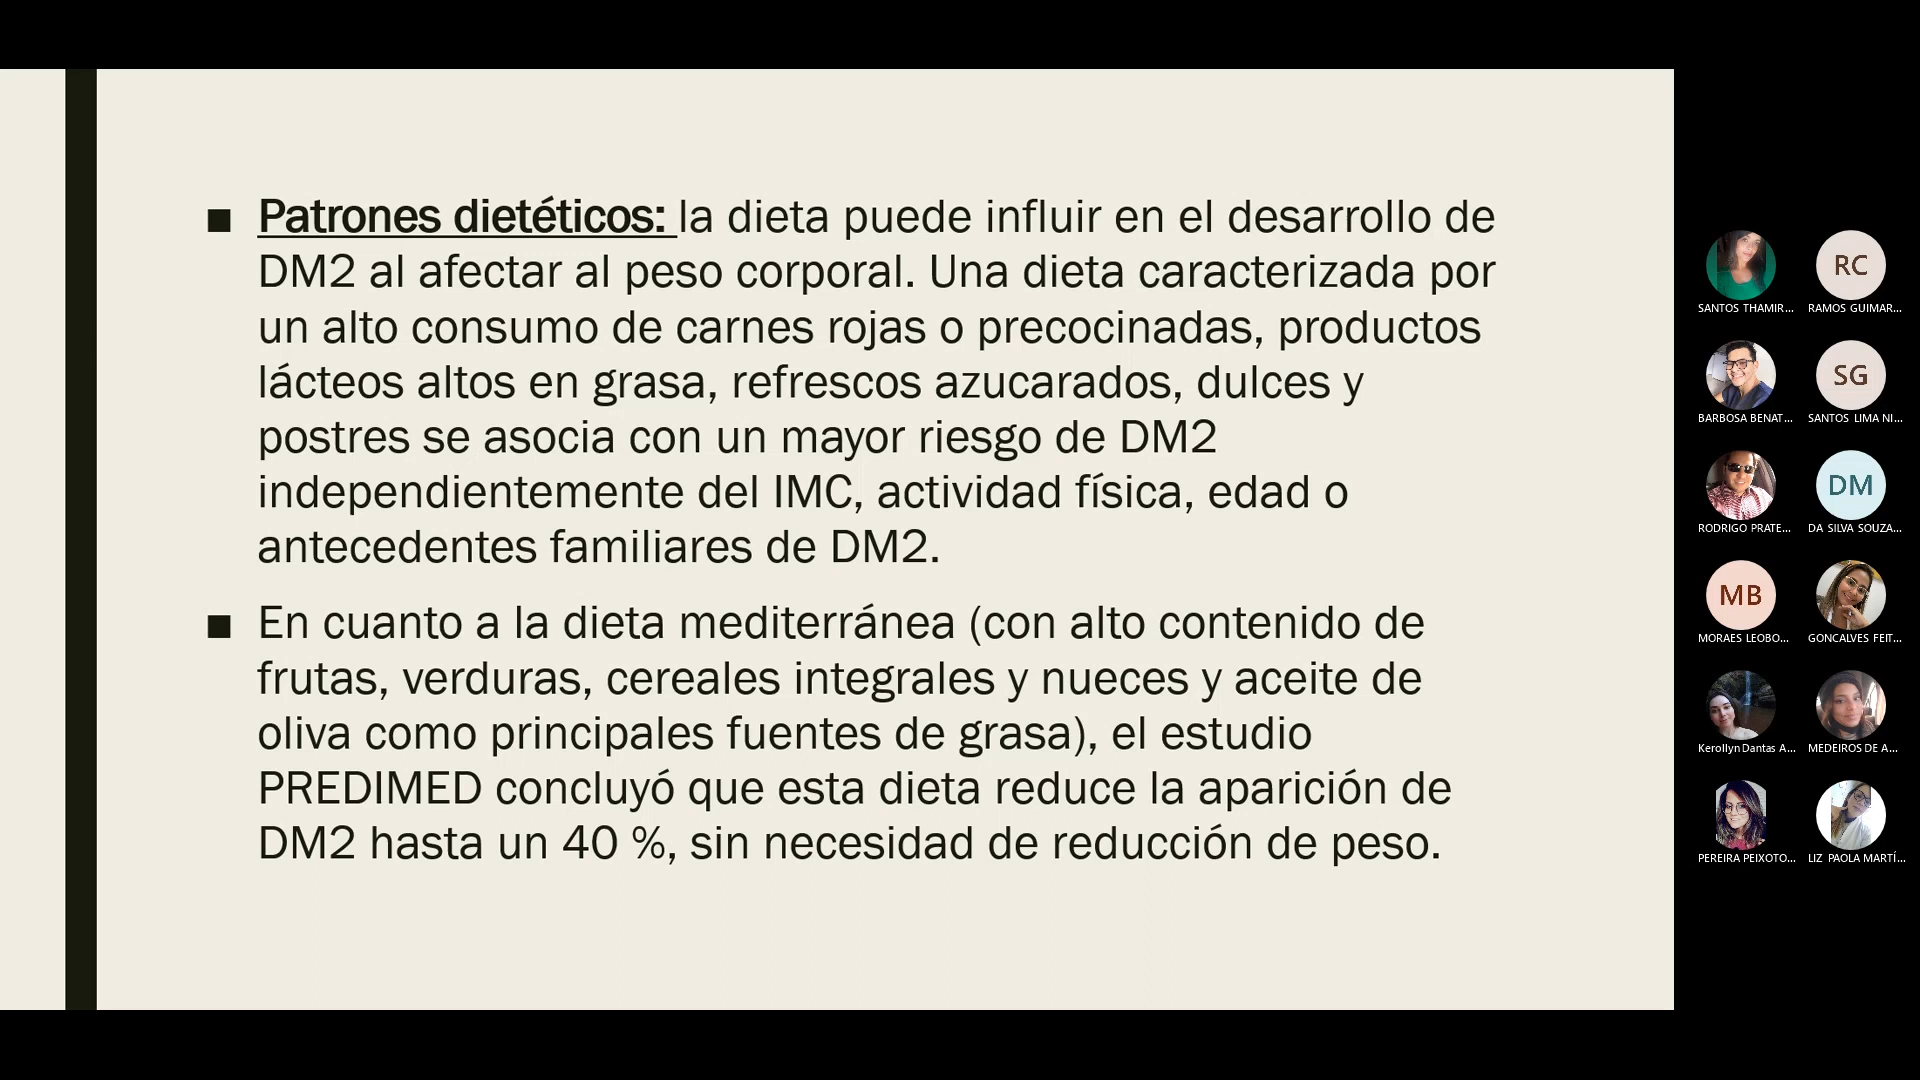 ■ Patrones dietéticos: la dieta puede influir en el desarrollo de
DM2 al afectar al peso corporal. Una dieta caracterizada por
un alto consumo de carnes rojas o precocinadas, productos
lácteos altos en grasa, refrescos azucarados, dulces y
postres se asocia con un mayor riesgo de DM2
independientemente del IMC, actividad física, edad o
antecedentes familiares de DM2.
■ En cuanto a la dieta mediterránea (con alto contenido de
frutas, verduras, cereales integrales y nueces y aceite de
oliva como principales fuentes de grasa), el estudio
PREDIMED concluyó que esta dieta reduce la aparición de
DM2 hasta un 40 %, sin necesidad de reducción de peso.
RC
SANTOS THAMIR... RAMOS GUIMAR...
SG
BARBOSA BENAT... SANTOS LIMA NI...
DM
RODRIGO PRATE... DA SILVA SOUZA...
MB
MORAES LEOBO... GONCALVES FEIT...
Kerollyn Dantas A... MEDEIROS DE A...
PEREIRA PEIXOTO... LIZ PAOLA MARTÍ...